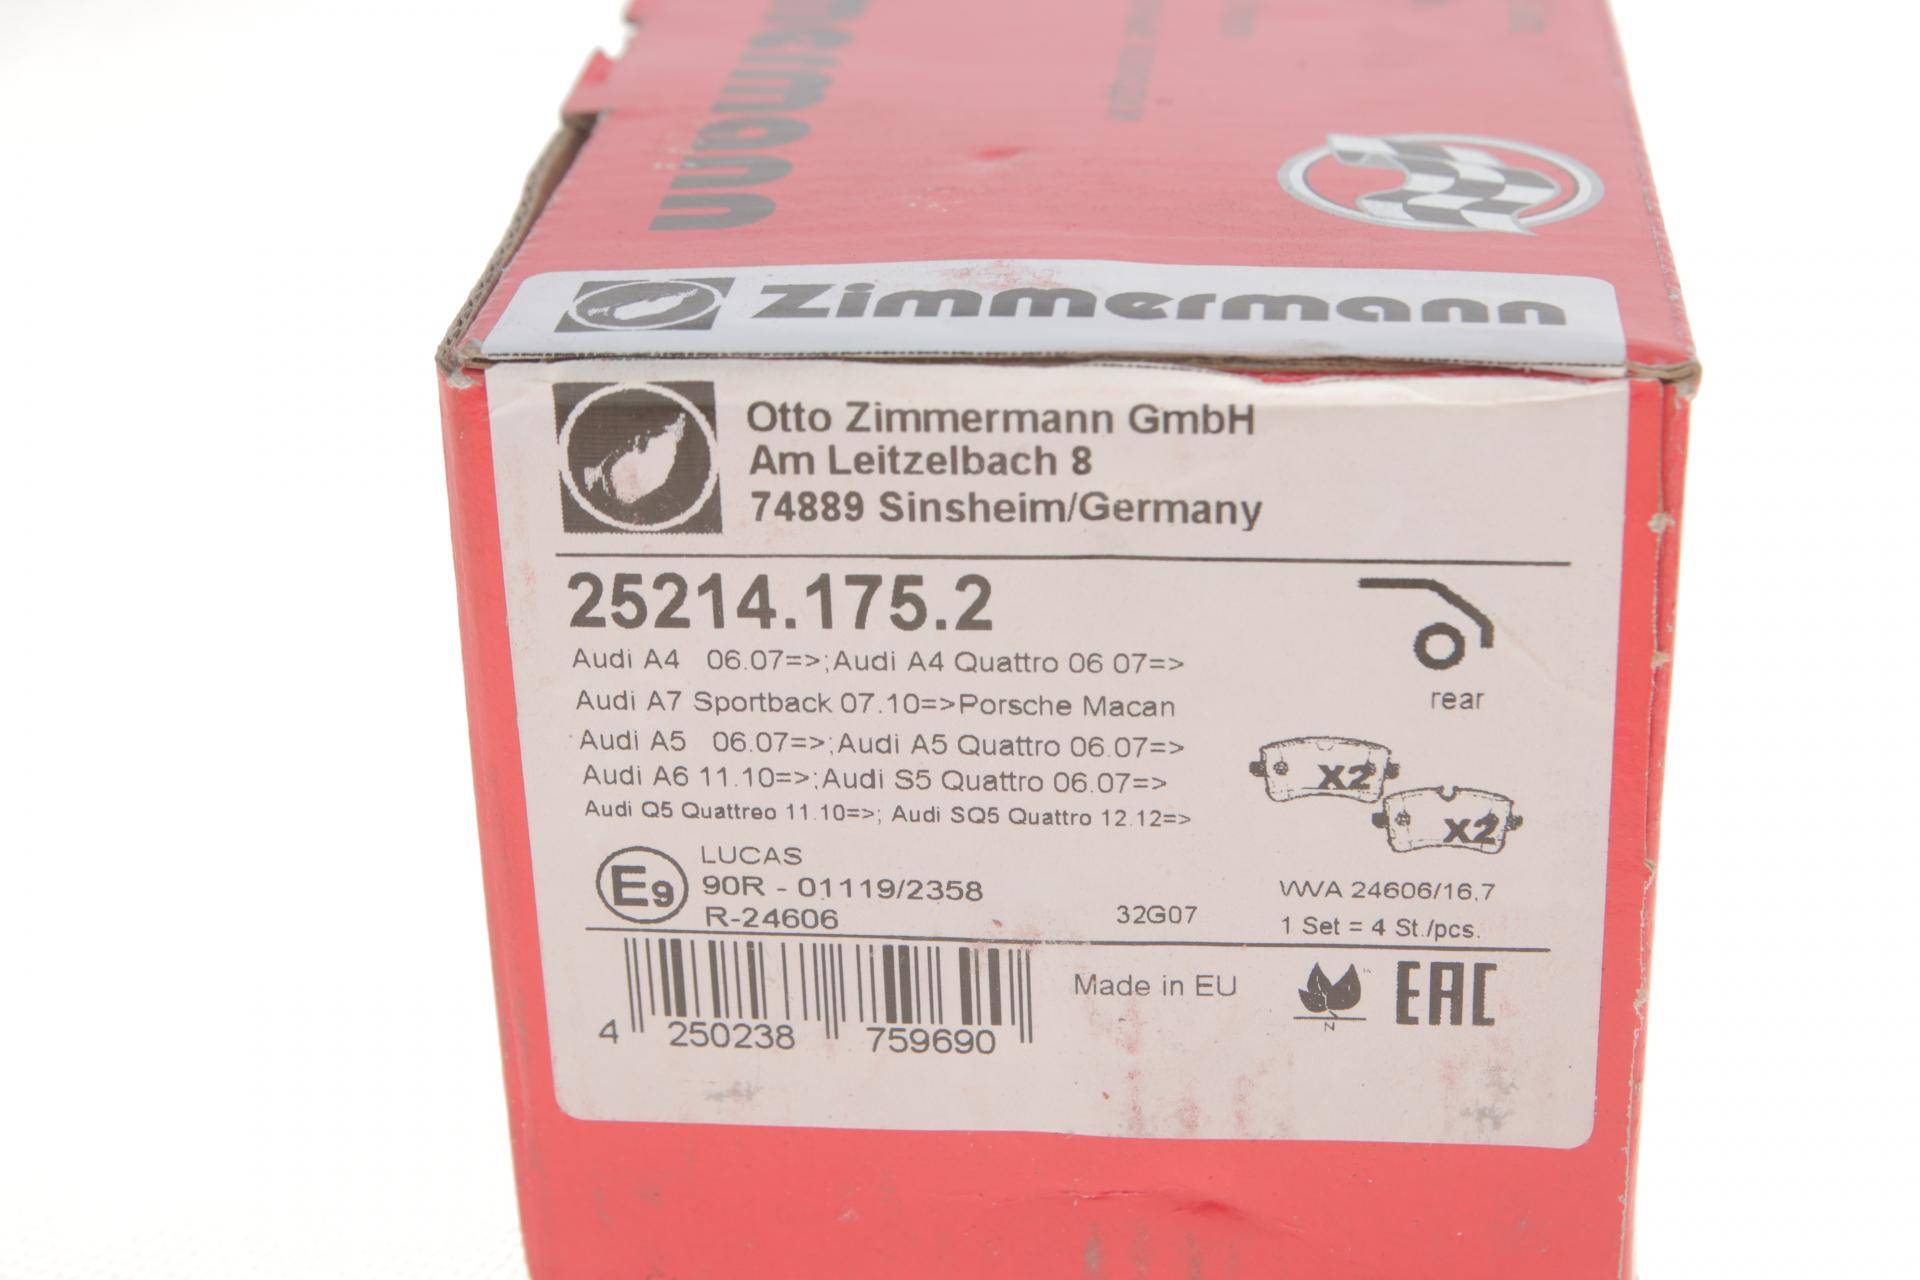 Zimmermann
Otto Zimmermann GmbH
Am Leitzelbach 8
74889 Sinsheim/Germany
25214.175.2
Audi A4 06.07=>;Audi A4 Quattro 06 07=>
Audi A7 Sportback 07.10=>Porsche Macan
rear
Audi A5 06.07=>;Audi A5 Quattro 06.07=>
Audi A6 11.10=>;Audi S5 Quattro 06.07=>
X2
Audi Q5 Quattreo 11.10=>; Audi SQ5 Quattro 12.12=>
X2
E9
LUCAS
90R - 01119/2358
WVA 24606/16,7
R-24606
32G07
1 Set = 4 St./pcs.
Made in EU
EAC
N
4 250238 759690